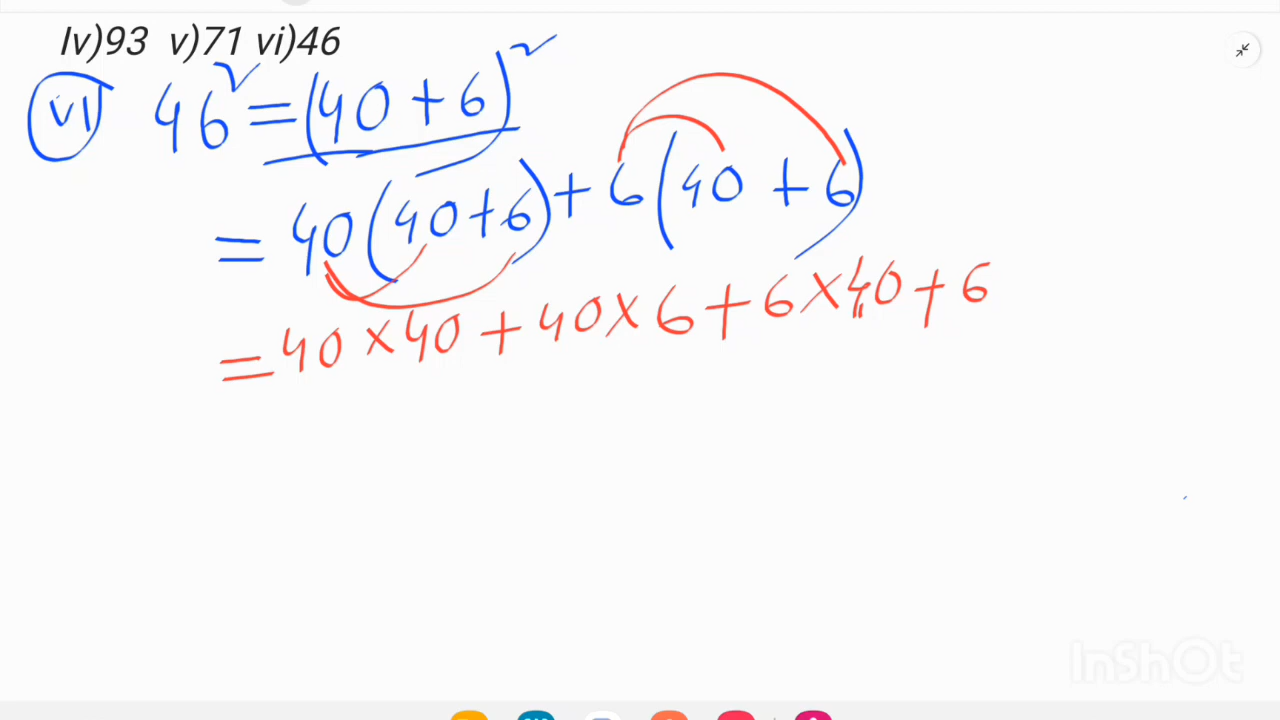 Iv)93 v)71 vi)46
vi) 46² = (40 + 6)²
= 40(40+6) + 6(40 + 6)
= 40 × 40 + 40 × 6 + 6 × 40 + 6
InShOt